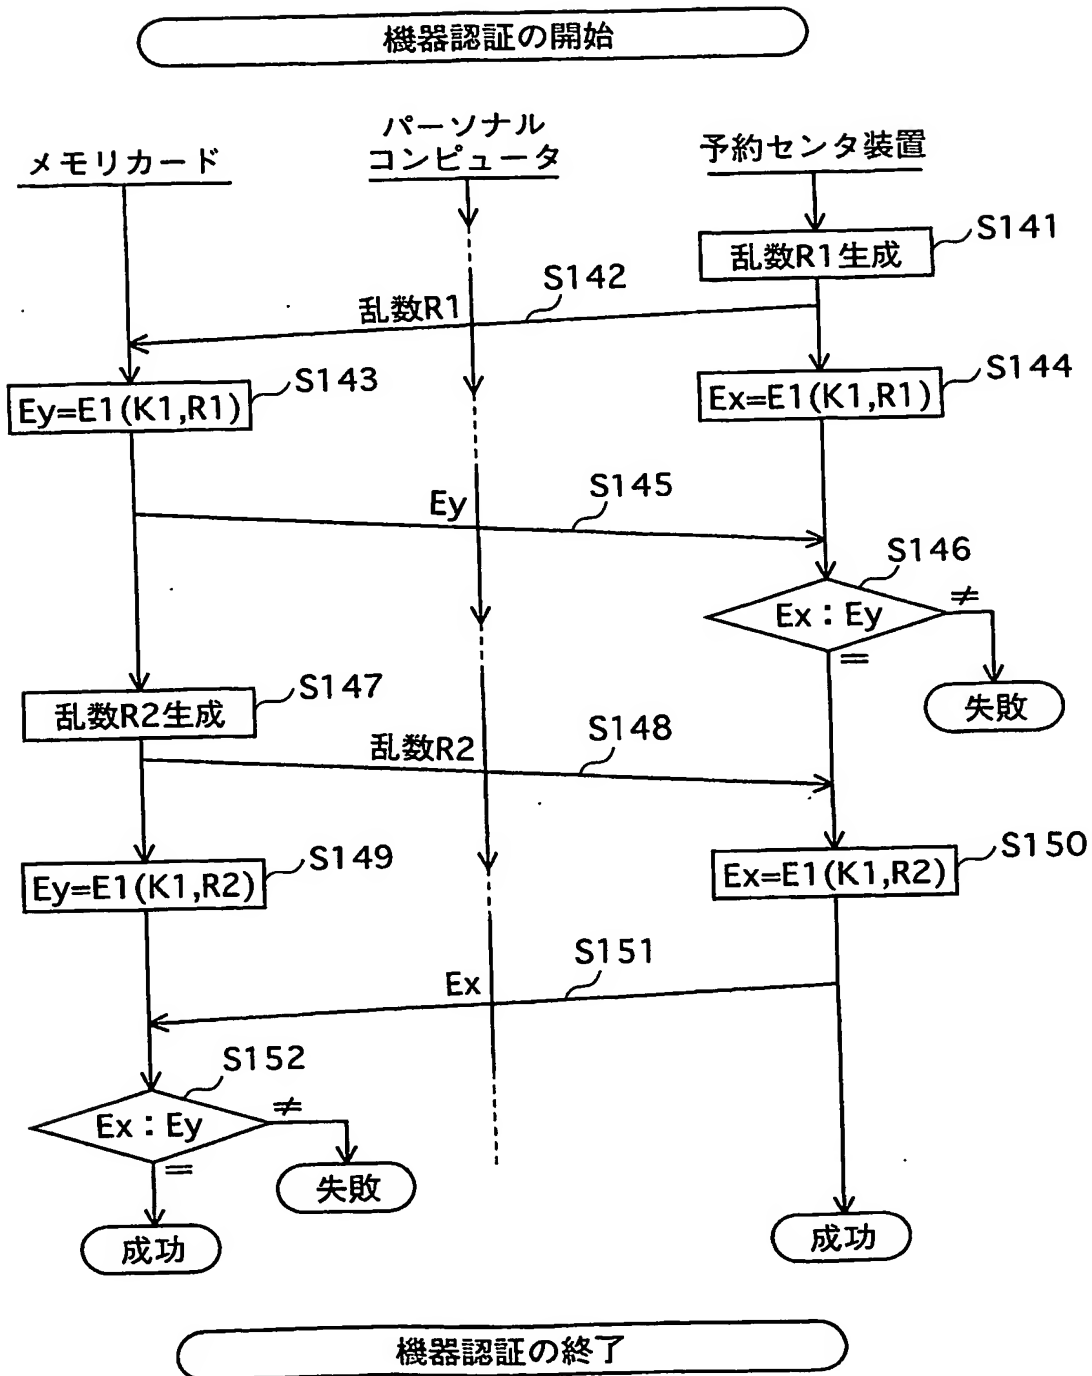 機器認証の開始
メモリカード
パーソナル
コンピュータ
予約センタ装置
S141
乱数R1生成
S142
乱数R1
S143
Ey=E1(K1,R1)
S144
Ex=E1(K1,R1)
S145
Ey
S146
Ex:Ey
≠
=
失敗
S147
乱数R2生成
S148
乱数R2
S149
Ey=E1(K1,R2)
S150
Ex=E1(K1,R2)
S151
Ex
S152
Ex:Ey
≠
=
失敗
成功
成功
機器認証の終了